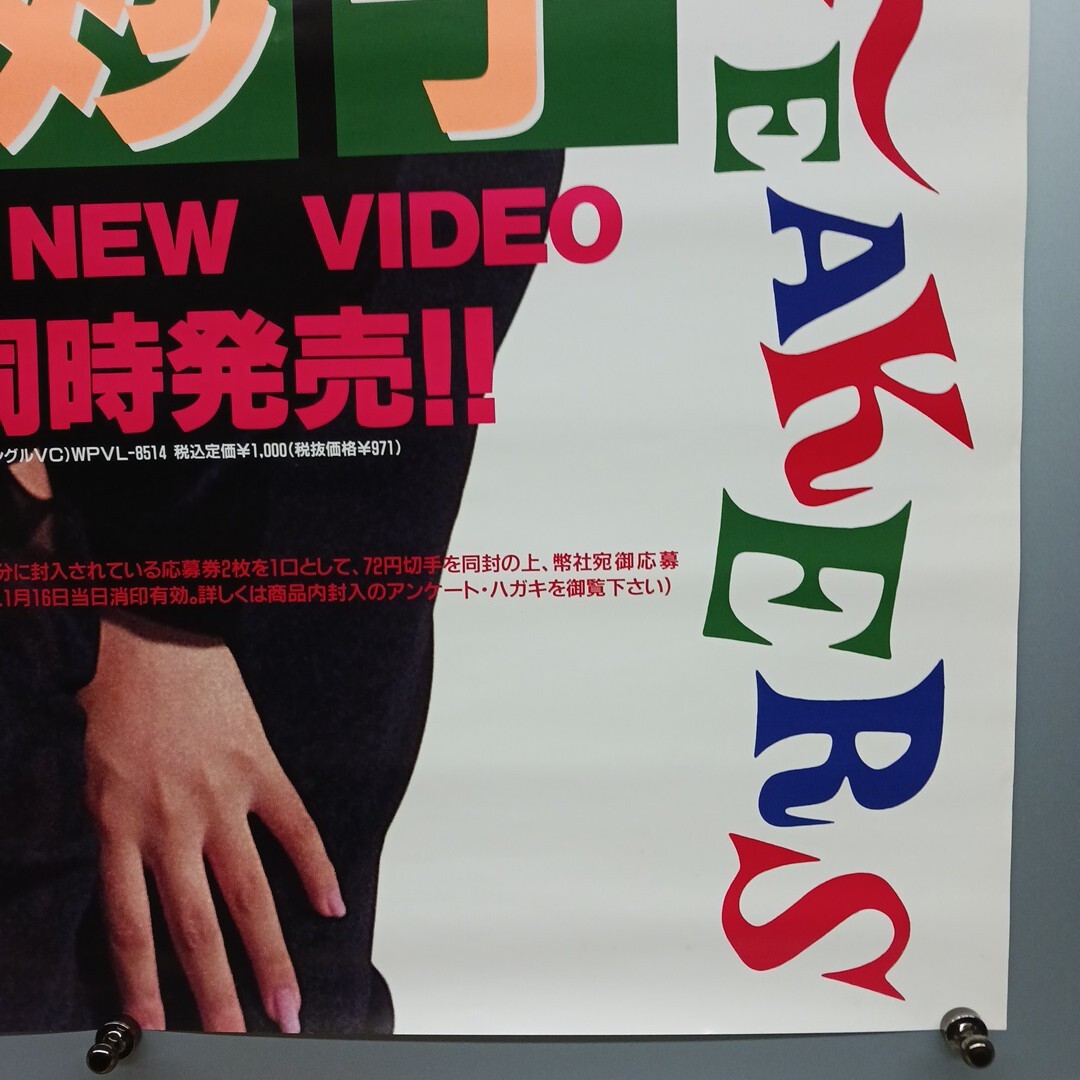 妙子
NEW VIDEO
同時発売!!
ングルVC)WPVL-8514 税込定価¥1,000(税抜価格¥971)
分に封入されている応募券2枚を1口として、72円切手を同封の上、弊社宛御応募
1月16日当日消印有効。詳しくは商品内封入のアンケート・ハガキを御覧下さい)
EAKERS